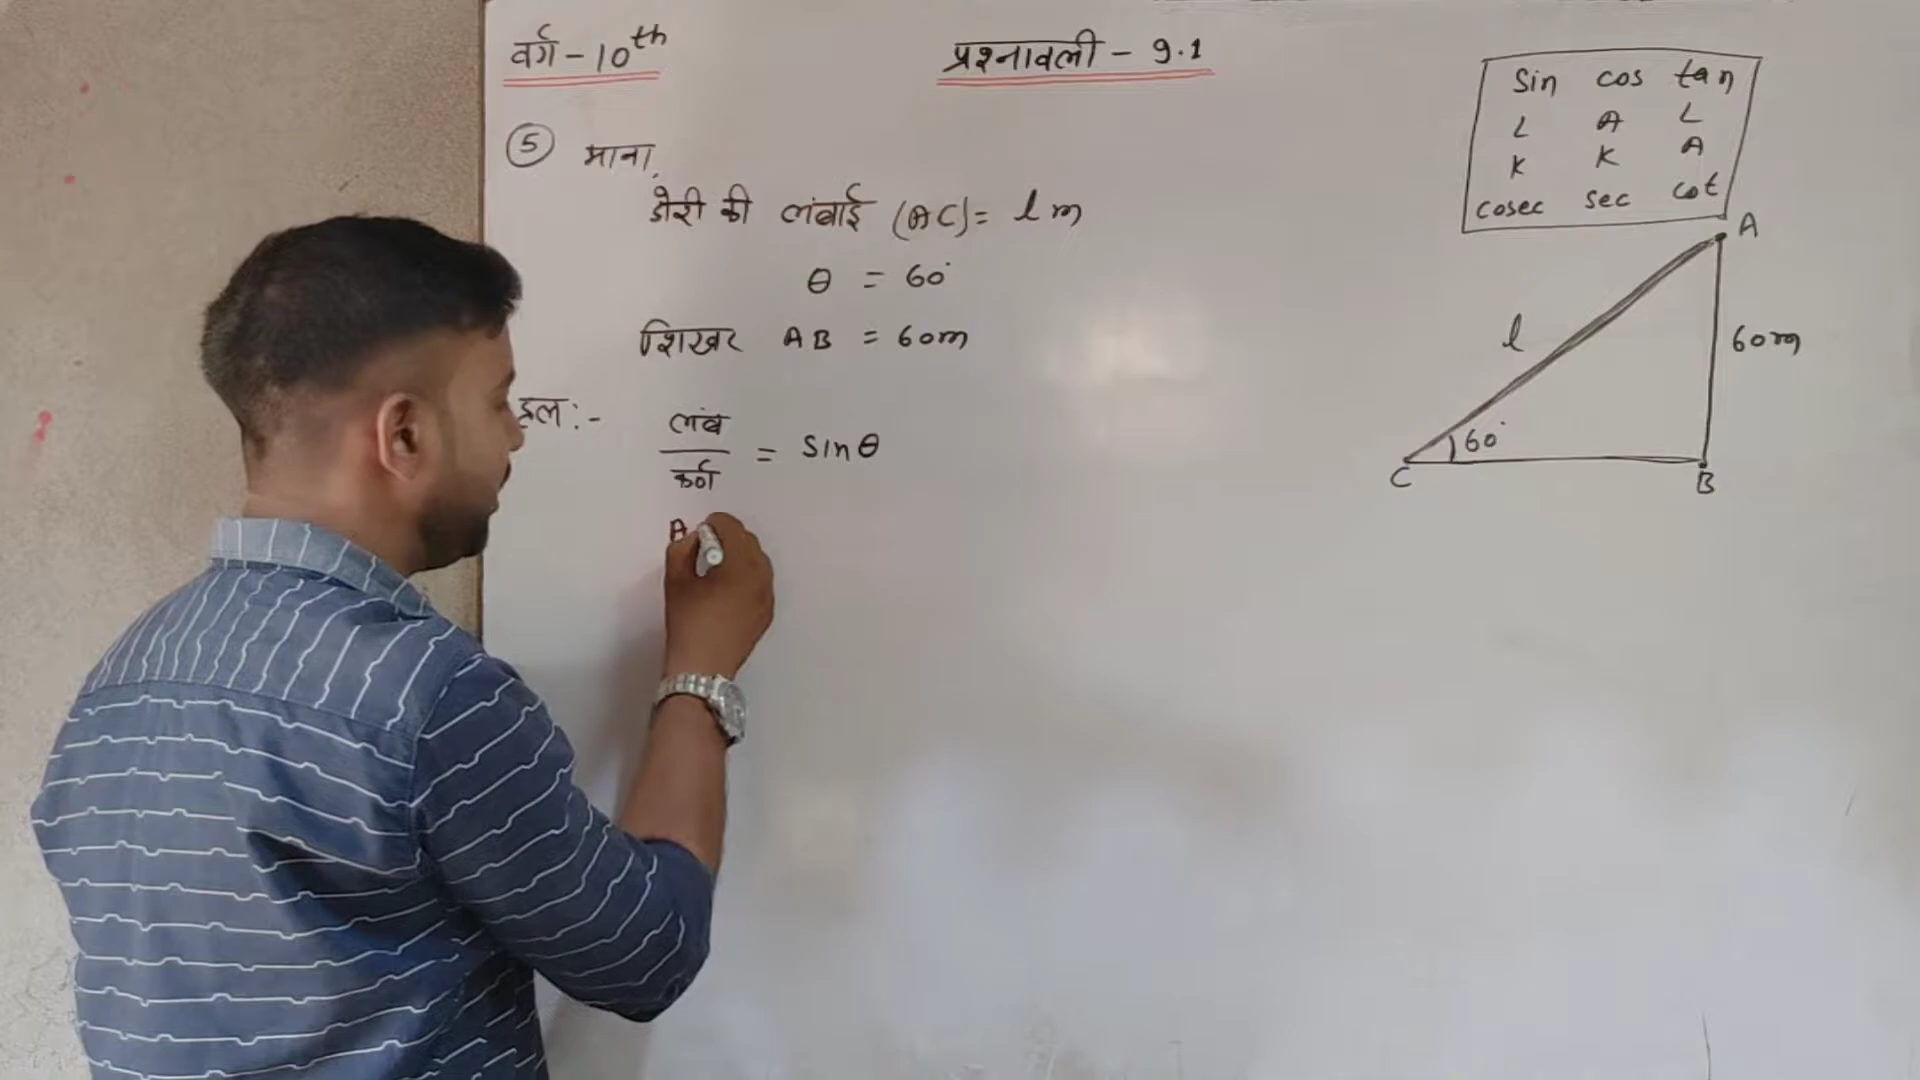 वर्ग - 10th
प्रश्नावली - 9.1
sin cos tan
L A L
K K A
cosec sec cot
5 माना,
डोरी की लंबाई (AC) = l m
θ = 60°
शिखर AB = 60m
हल :-
लंब
कर्ण
= sinθ
A
A
l
60m
60°
C
B